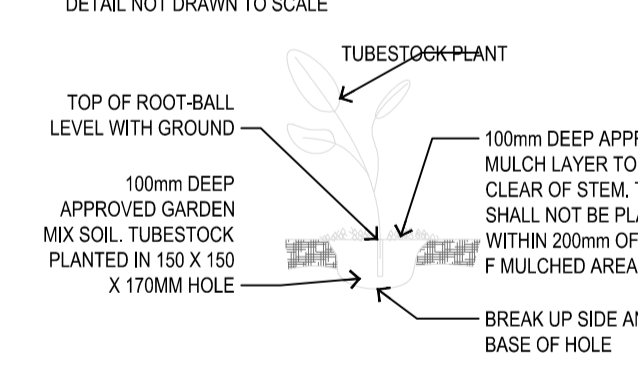 DETAIL NOT DRAWN TO SCALE
TUBESTOCK PLANT
TOP OF ROOT-BALL
LEVEL WITH GROUND
100mm DEEP
APPROVED GARDEN
MIX SOIL. TUBESTOCK
PLANTED IN 150 X 150
X 170MM HOLE
100mm DEEP
MULCH LAYER TO
CLEAR OF STEM.
SHALL NOT BE
WITHIN 200mm OF
F MULCHED AREA
BREAK UP SIDE
BASE OF HOLE